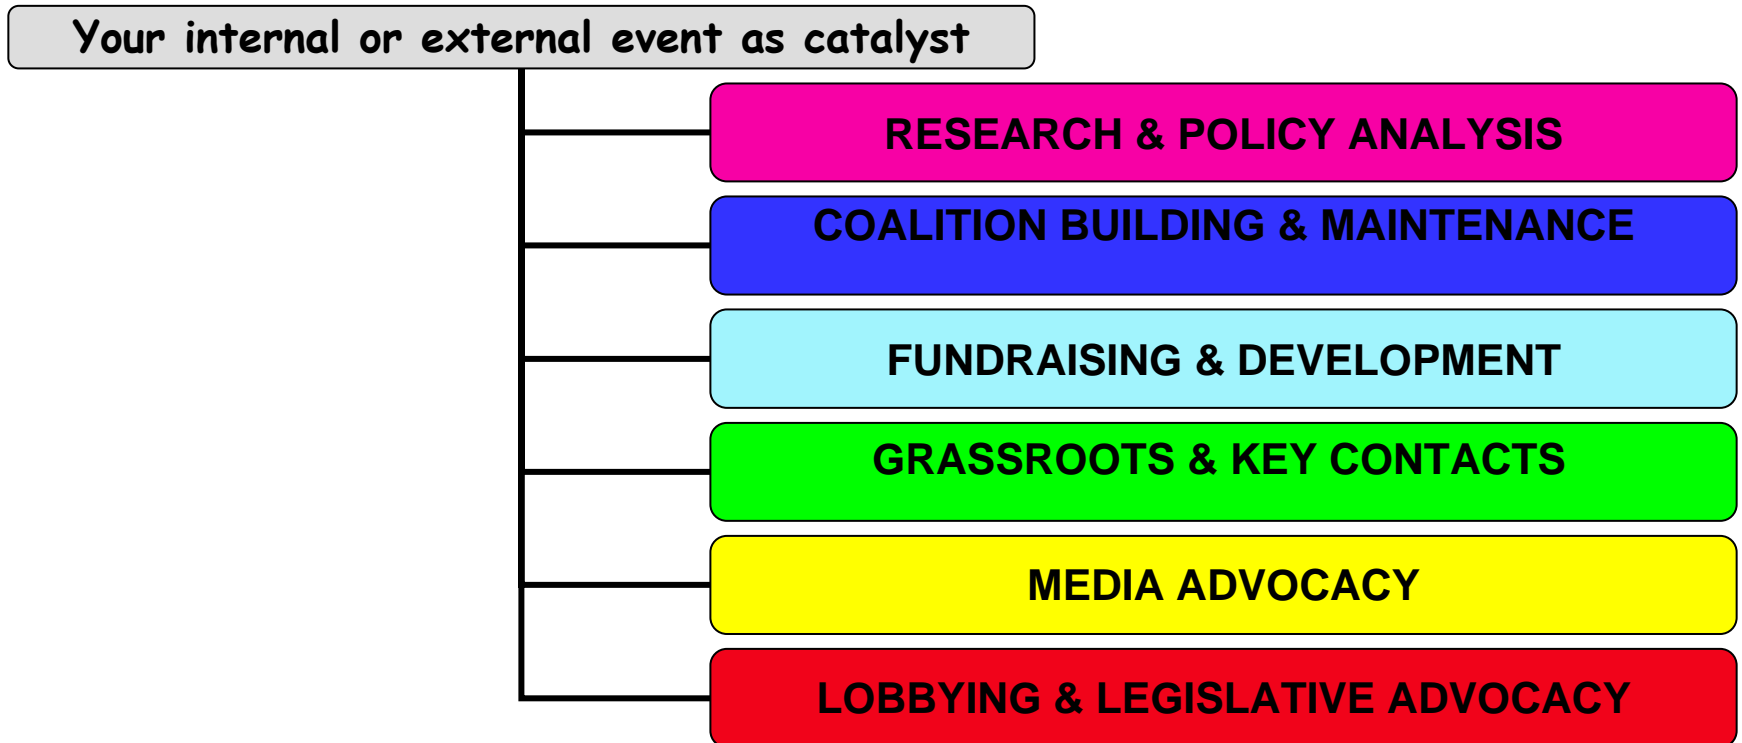 Your internal or external event as catalyst
RESEARCH & POLICY ANALYSIS
COALITION BUILDING & MAINTENANCE
FUNDRAISING & DEVELOPMENT
GRASSROOTS & KEY CONTACTS
MEDIA ADVOCACY
LOBBYING & LEGISLATIVE ADVOCACY